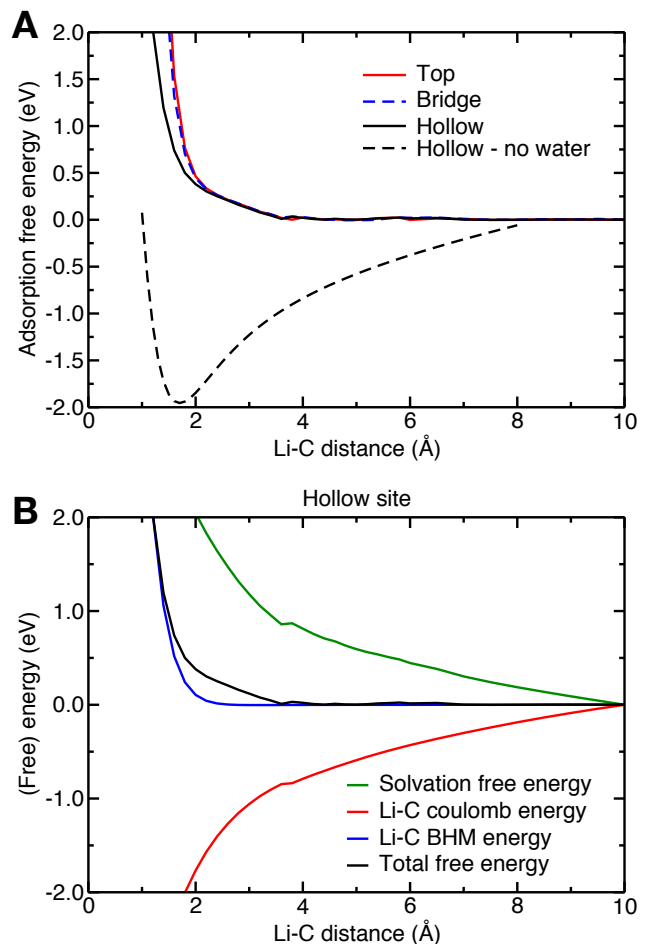 A
2.0
1.5
1.0
0.5
0.0
-0.5
-1.0
-1.5
-2.0
Adsorption free energy (eV)
Top
Bridge
Hollow
Hollow - no water
0 2 4 6 8 10
Li-C distance (Å)
B
Hollow site
2.0
1.0
0.0
-1.0
-2.0
(Free) energy (eV)
Solvation free energy
Li-C coulomb energy
Li-C BHM energy
Total free energy
0 2 4 6 8 10
Li-C distance (Å)